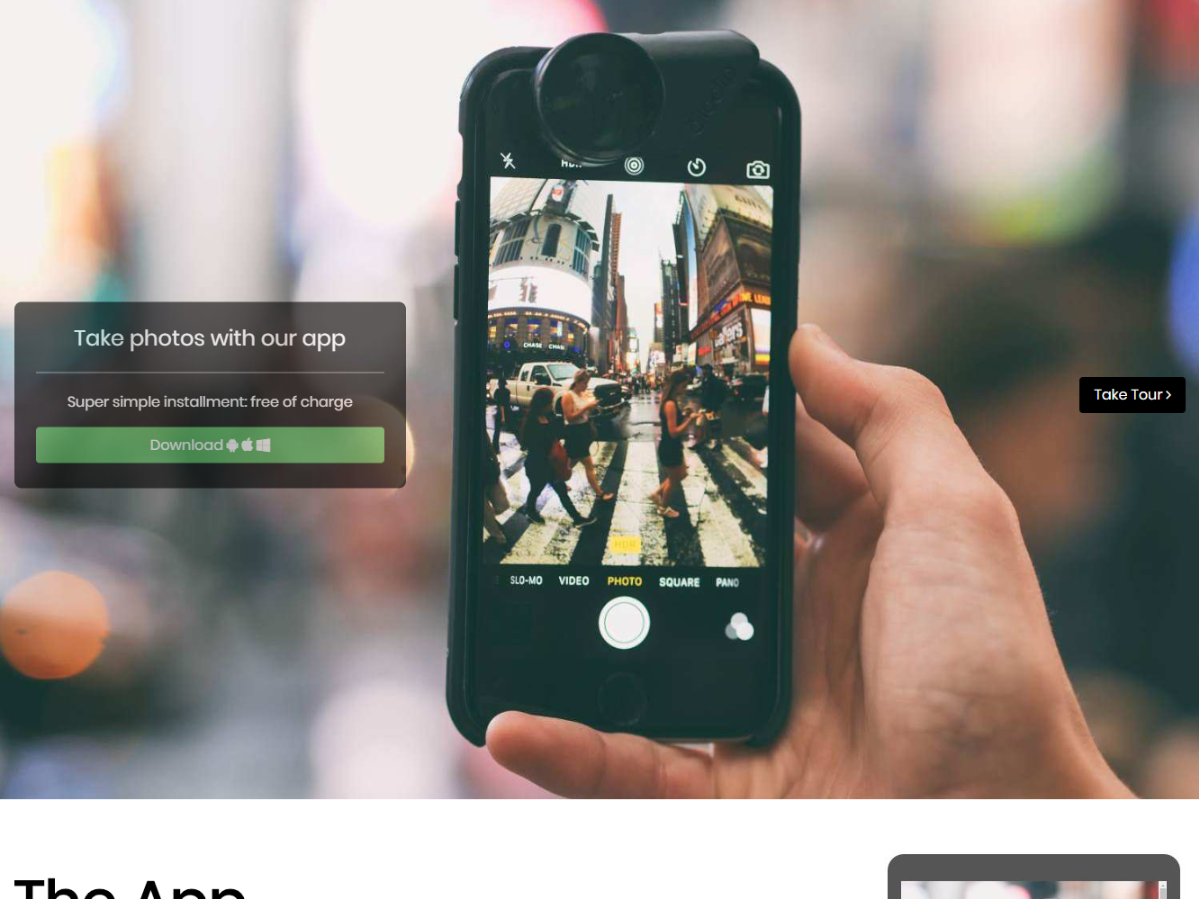 Take photos with our app
Super simple installment: free of charge
Download
Take Tour
CHASE
SLO-MO VIDEO PHOTO SQUARE PANO
HDR
The App